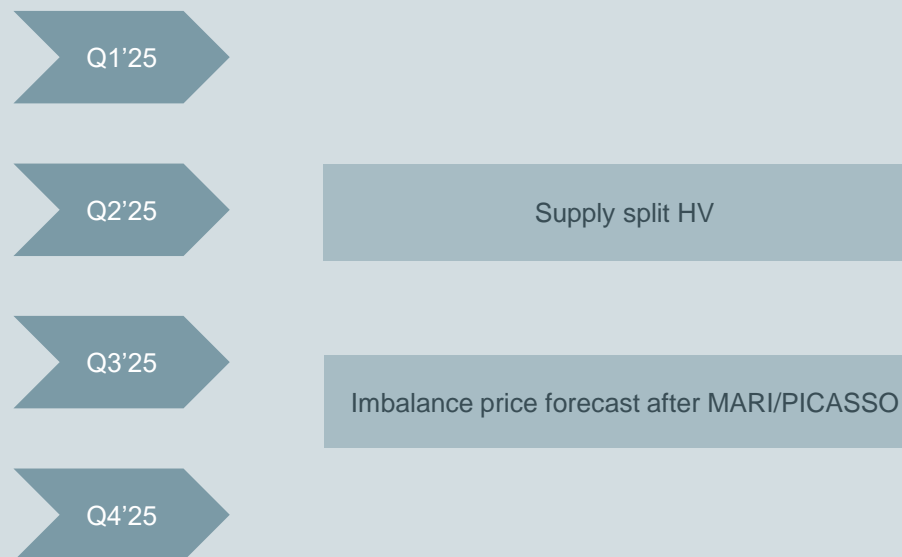 Q1’25
Q2’25
Supply split HV
Q3’25
Imbalance price forecast after MARI/PICASSO
Q4’25